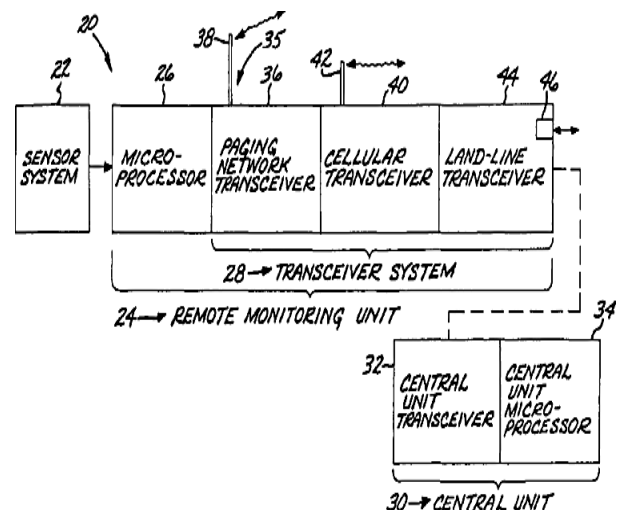 20
22
26
38
35
36
42
40
44
46
SENSOR
SYSTEM
MICRO-
PROCESSOR
PAGING
NETWORK
TRANSCEIVER
CELLULAR
TRANSCEIVER
LAND-LINE
TRANSCEIVER
28 → TRANSCEIVER SYSTEM
24 → REMOTE MONITORING UNIT
32
34
CENTRAL
UNIT
TRANSCEIVER
CENTRAL
UNIT
MICRO-
PROCESSOR
30 → CENTRAL UNIT